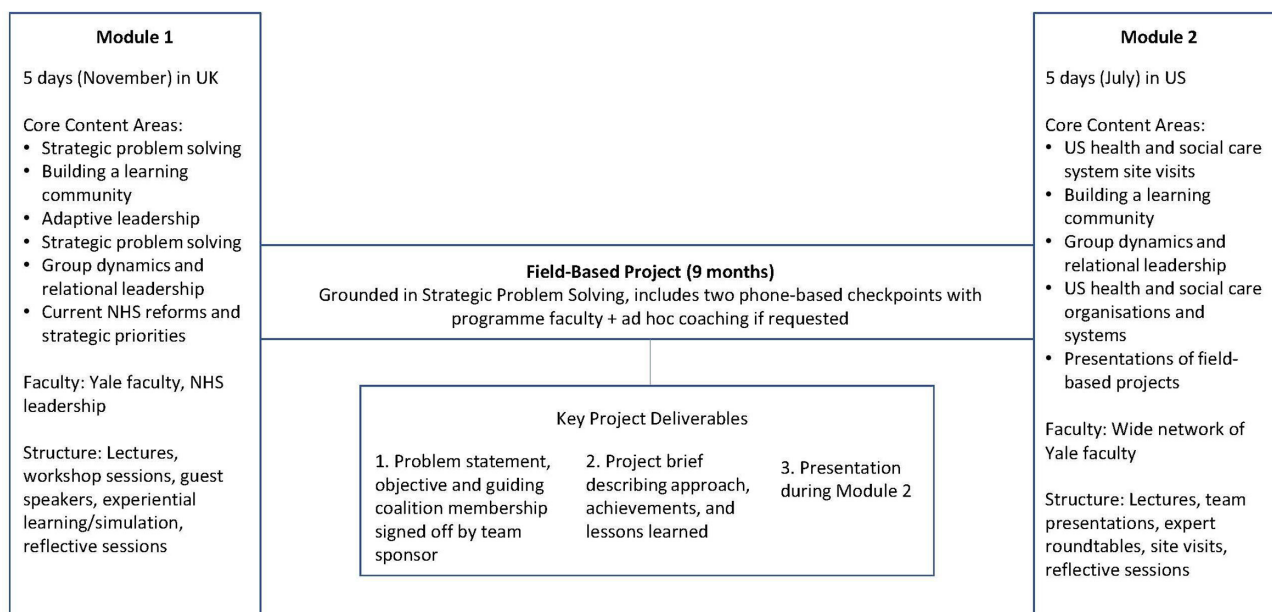 Module 1
5 days (November) in UK
Core Content Areas:
• Strategic problem solving
• Building a learning
community
• Adaptive leadership
• Strategic problem solving
• Group dynamics and
relational leadership
• Current NHS reforms and
strategic priorities
Faculty: Yale faculty, NHS
leadership
Structure: Lectures,
workshop sessions, guest
speakers, experiential
learning/simulation,
reflective sessions
Field-Based Project (9 months)
Grounded in Strategic Problem Solving, includes two phone-based checkpoints with
programme faculty + ad hoc coaching if requested
Key Project Deliverables
1. Problem statement,
objective and guiding
coalition membership
signed off by team
sponsor
2. Project brief
describing approach,
achievements, and
lessons learned
3. Presentation
during Module 2
Module 2
5 days (July) in US
Core Content Areas:
• US health and social care
system site visits
• Building a learning
community
• Group dynamics and
relational leadership
• US health and social care
organisations and
systems
• Presentations of field-
based projects
Faculty: Wide network of
Yale faculty
Structure: Lectures, team
presentations, expert
roundtables, site visits,
reflective sessions